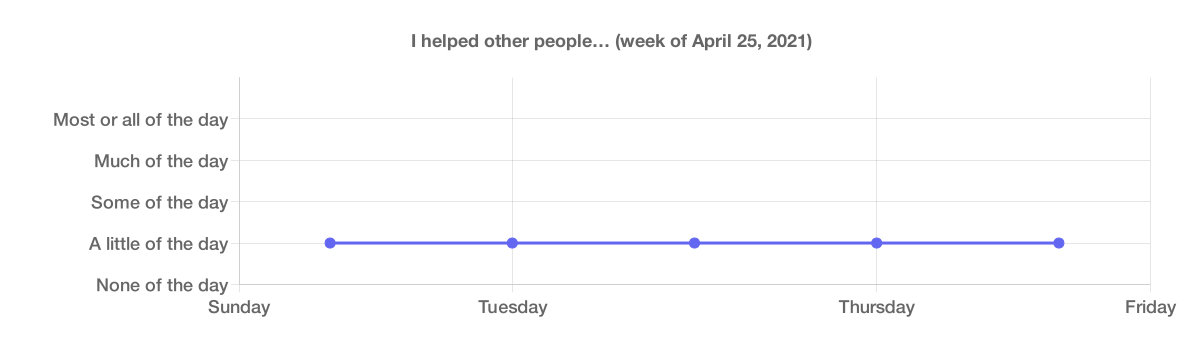 I helped other people… (week of April 25, 2021)
Most or all of the day
Much of the day
Some of the day
A little of the day
None of the day
Sunday Tuesday Thursday Friday